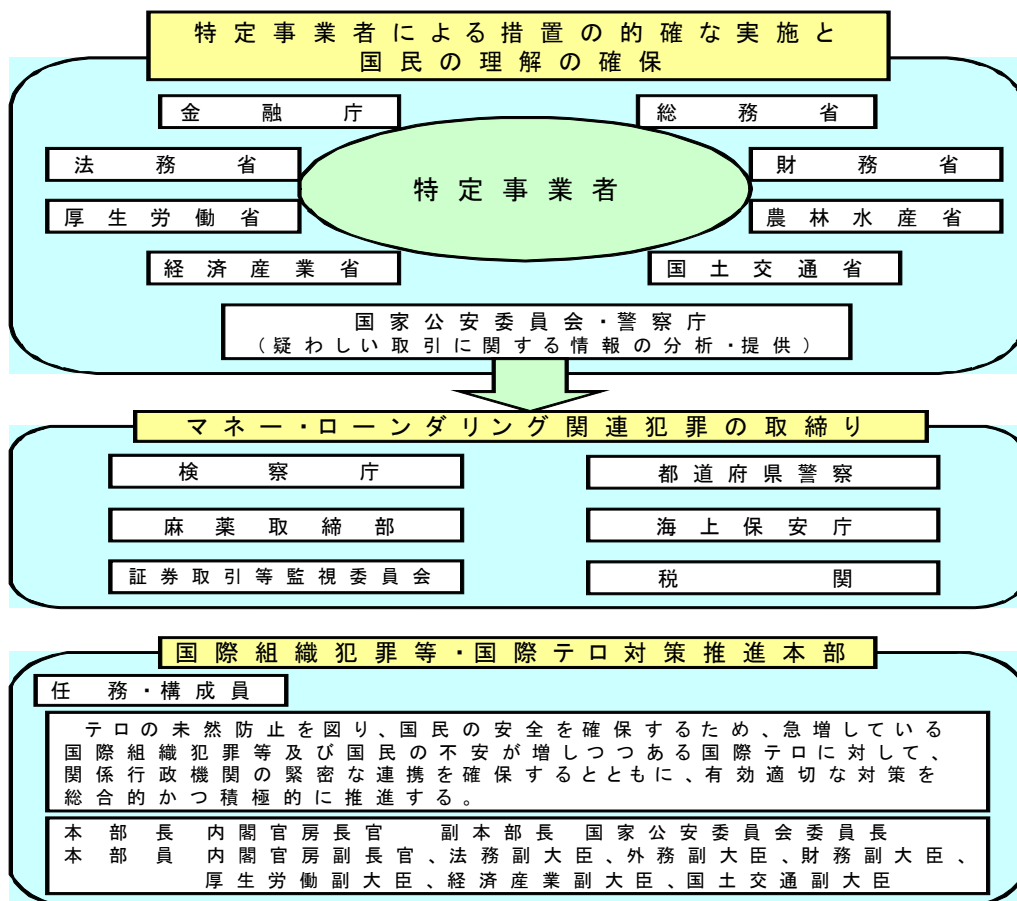 特定事業者による措置の的確な実施と
国民の理解の確保
金融庁
総務省
法務省
財務省
特定事業者
厚生労働省
農林水産省
経済産業省
国土交通省
国家公安委員会・警察庁
(疑わしい取引に関する情報の分析・提供)
マネー・ローンダリング関連犯罪の取締り
検察庁
都道府県警察
麻薬取締部
海上保安庁
証券取引等監視委員会
税関
国際組織犯罪等・国際テロ対策推進本部
任務・構成員
テロの未然防止を図り、国民の安全を確保するため、急増している
国際組織犯罪等及び国民の不安が増しつつある国際テロに対して、
関係行政機関の緊密な連携を確保するとともに、有効適切な対策を
総合的かつ積極的に推進する。
本部長 内閣官房長官 副本部長 国家公安委員会委員長
本部員 内閣官房副長官、法務副大臣、外務副大臣、財務副大臣、
厚生労働副大臣、経済産業副大臣、国土交通副大臣